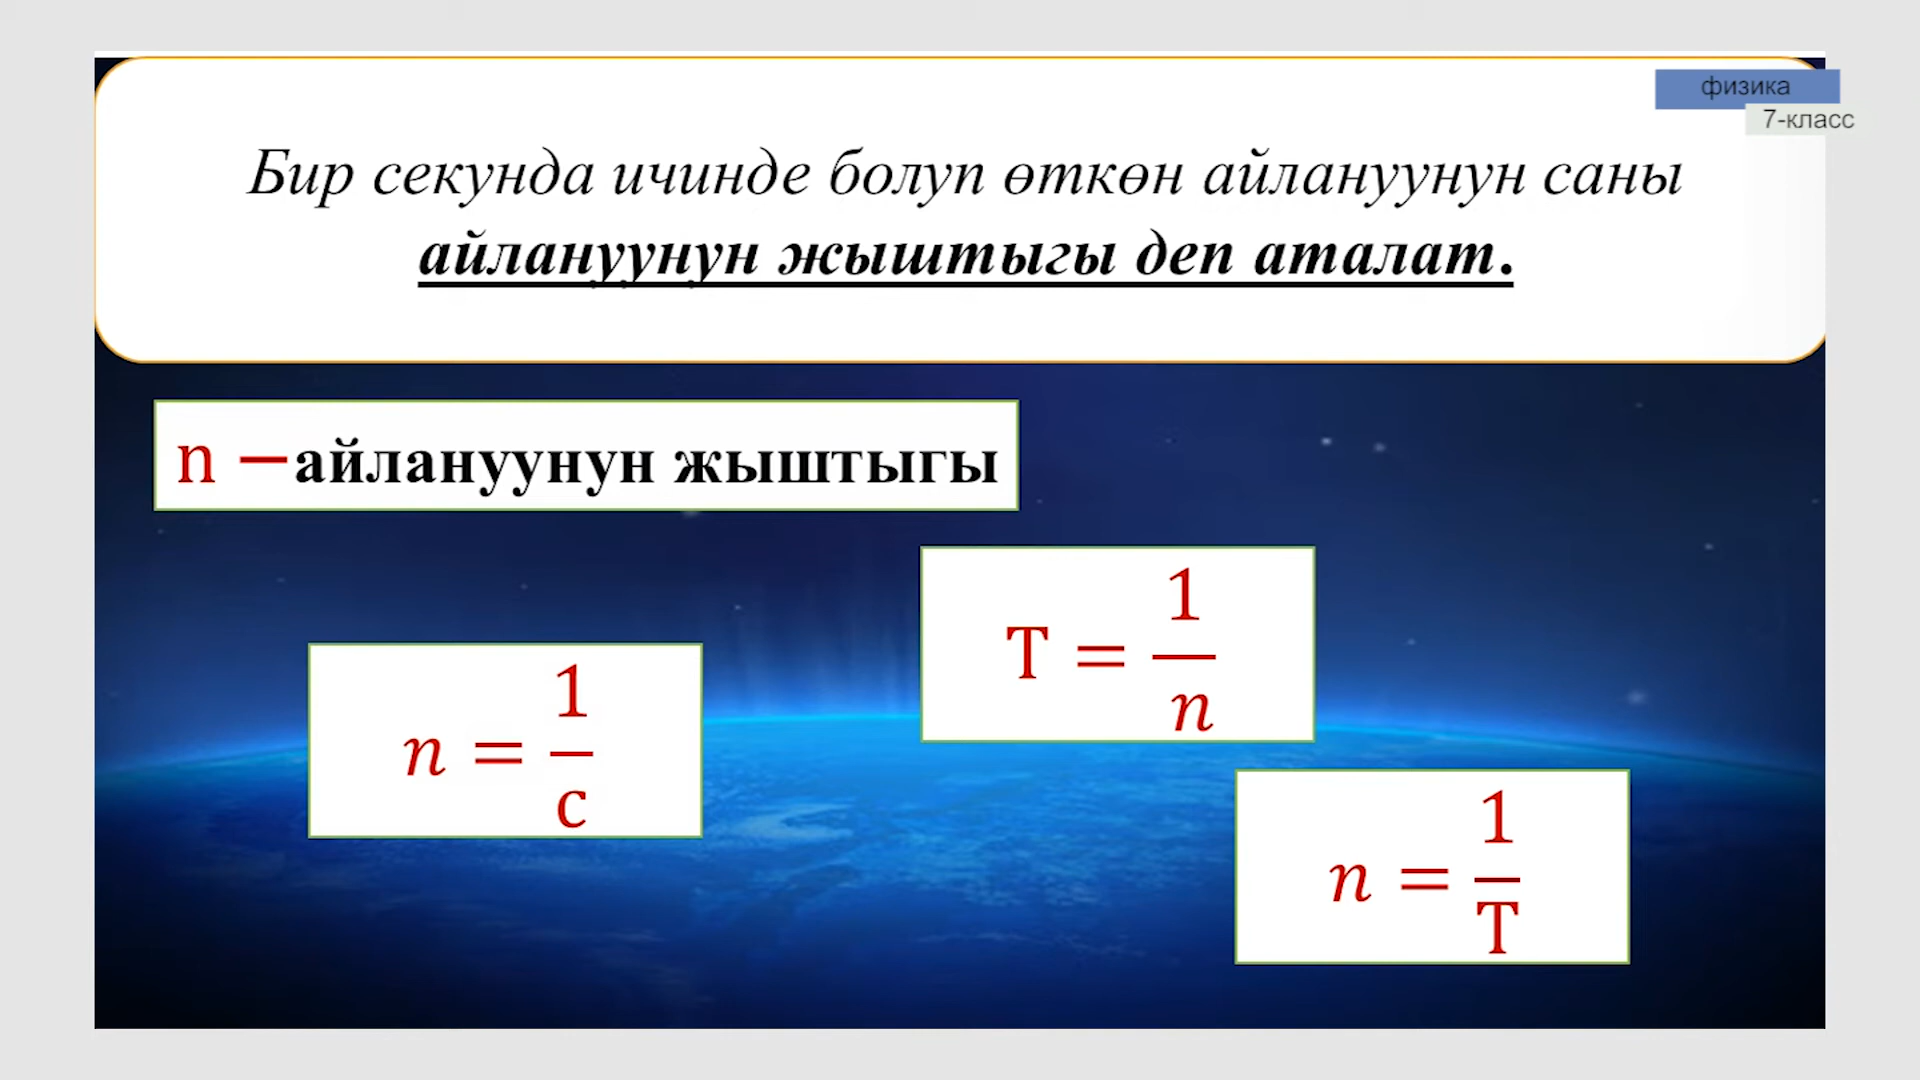 физика
7-класс
Бир секунда ичинде болуп өткөн айлануунун саны
айлануунун жыштыгы деп аталат.
n −айлануунун жыштыгы
T = 1/n
n = 1/c
n = 1/T